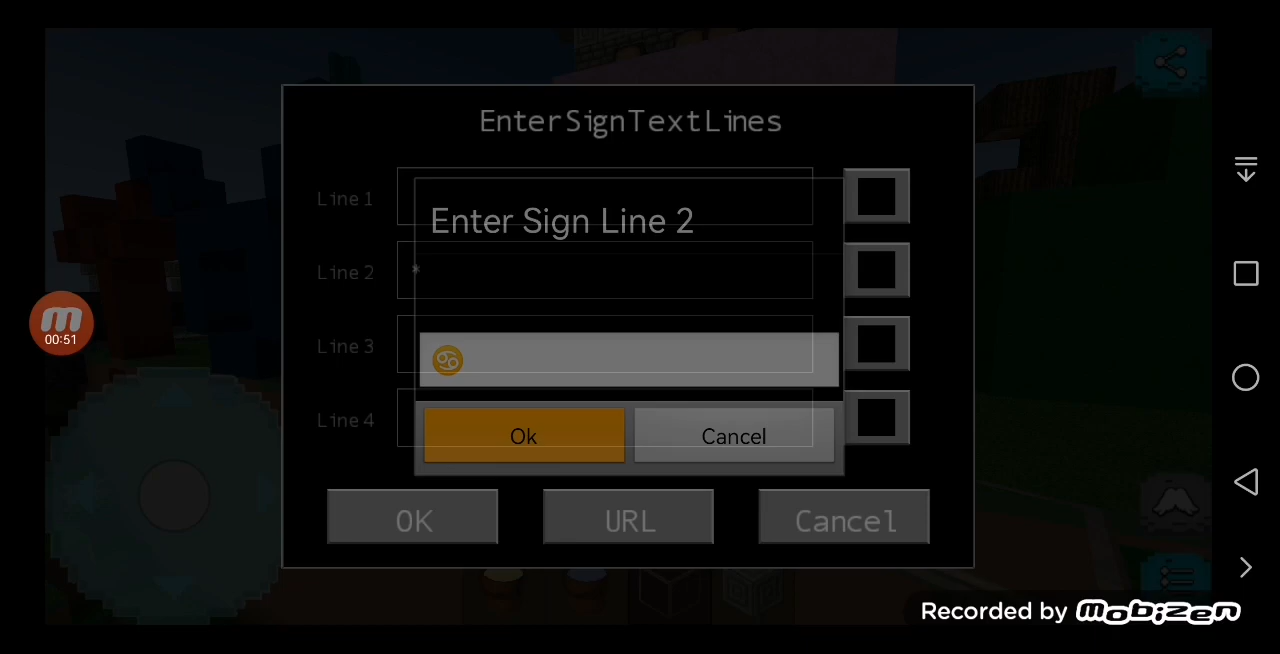 EnterSignTextLines
Line 1
Enter Sign Line 2
Line 2
*
Line 3
♋
Line 4
Ok
Cancel
OK
URL
Cancel
00:51
Recorded by mobizen